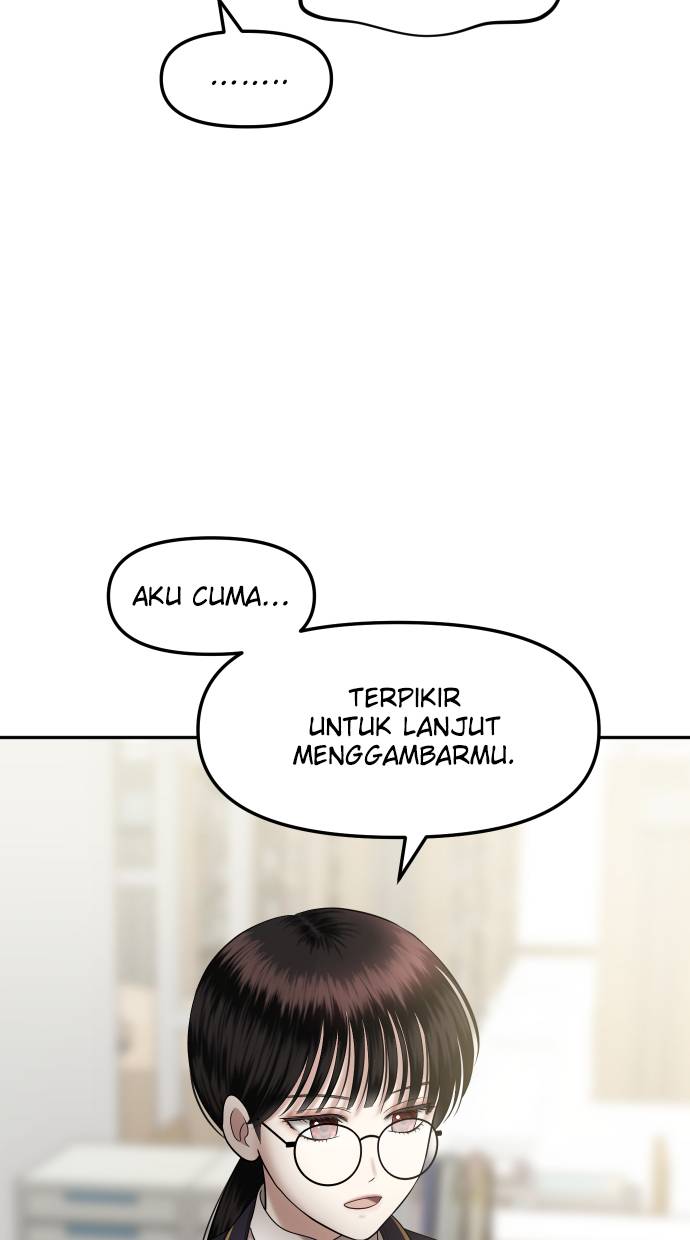 ........
AKU CUMA...
TERPIKIR
UNTUK LANJUT
MENGGAMBARMU.